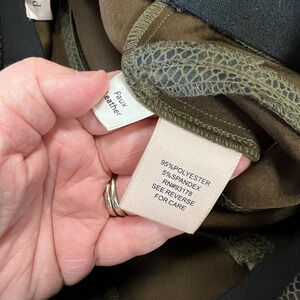 Faux
Leather
95%POLYESTER
5%SPANDEX
RN#93178
SEE REVERSE
FOR CARE